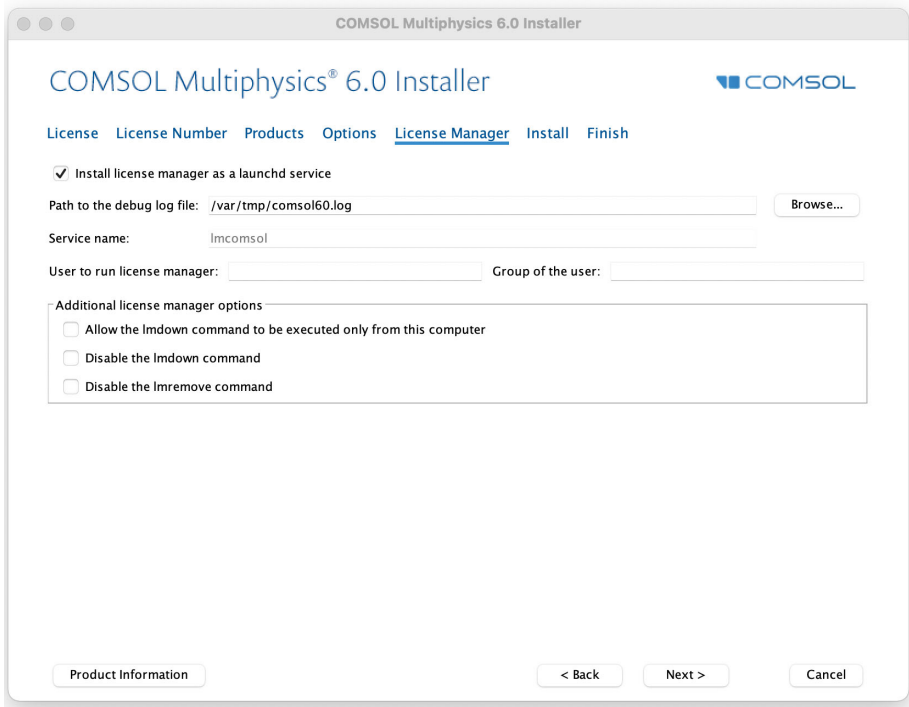 COMSOL Multiphysics 6.0 Installer
COMSOL Multiphysics® 6.0 Installer
COMSOL
License License Number Products Options License Manager Install Finish
Install license manager as a launchd service
Path to the debug log file: /var/tmp/comsol60.log Browse...
Service name: lmcomsol
User to run license manager: Group of the user:
Additional license manager options
Allow the lmdown command to be executed only from this computer
Disable the lmdown command
Disable the lmremove command
Product Information < Back Next > Cancel